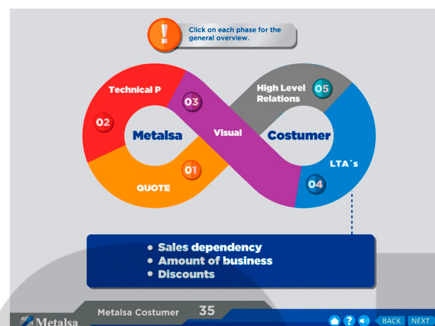 !
Click on each phase for the
general overview.
Technical P
High Level
Relations
05
03
02
Metalsa
Visual
Costumer
01
LTA´s
QUOTE
04
• Sales dependency
• Amount of business
• Discounts
Metalsa Costumer 35
Metalsa
? BACK NEXT